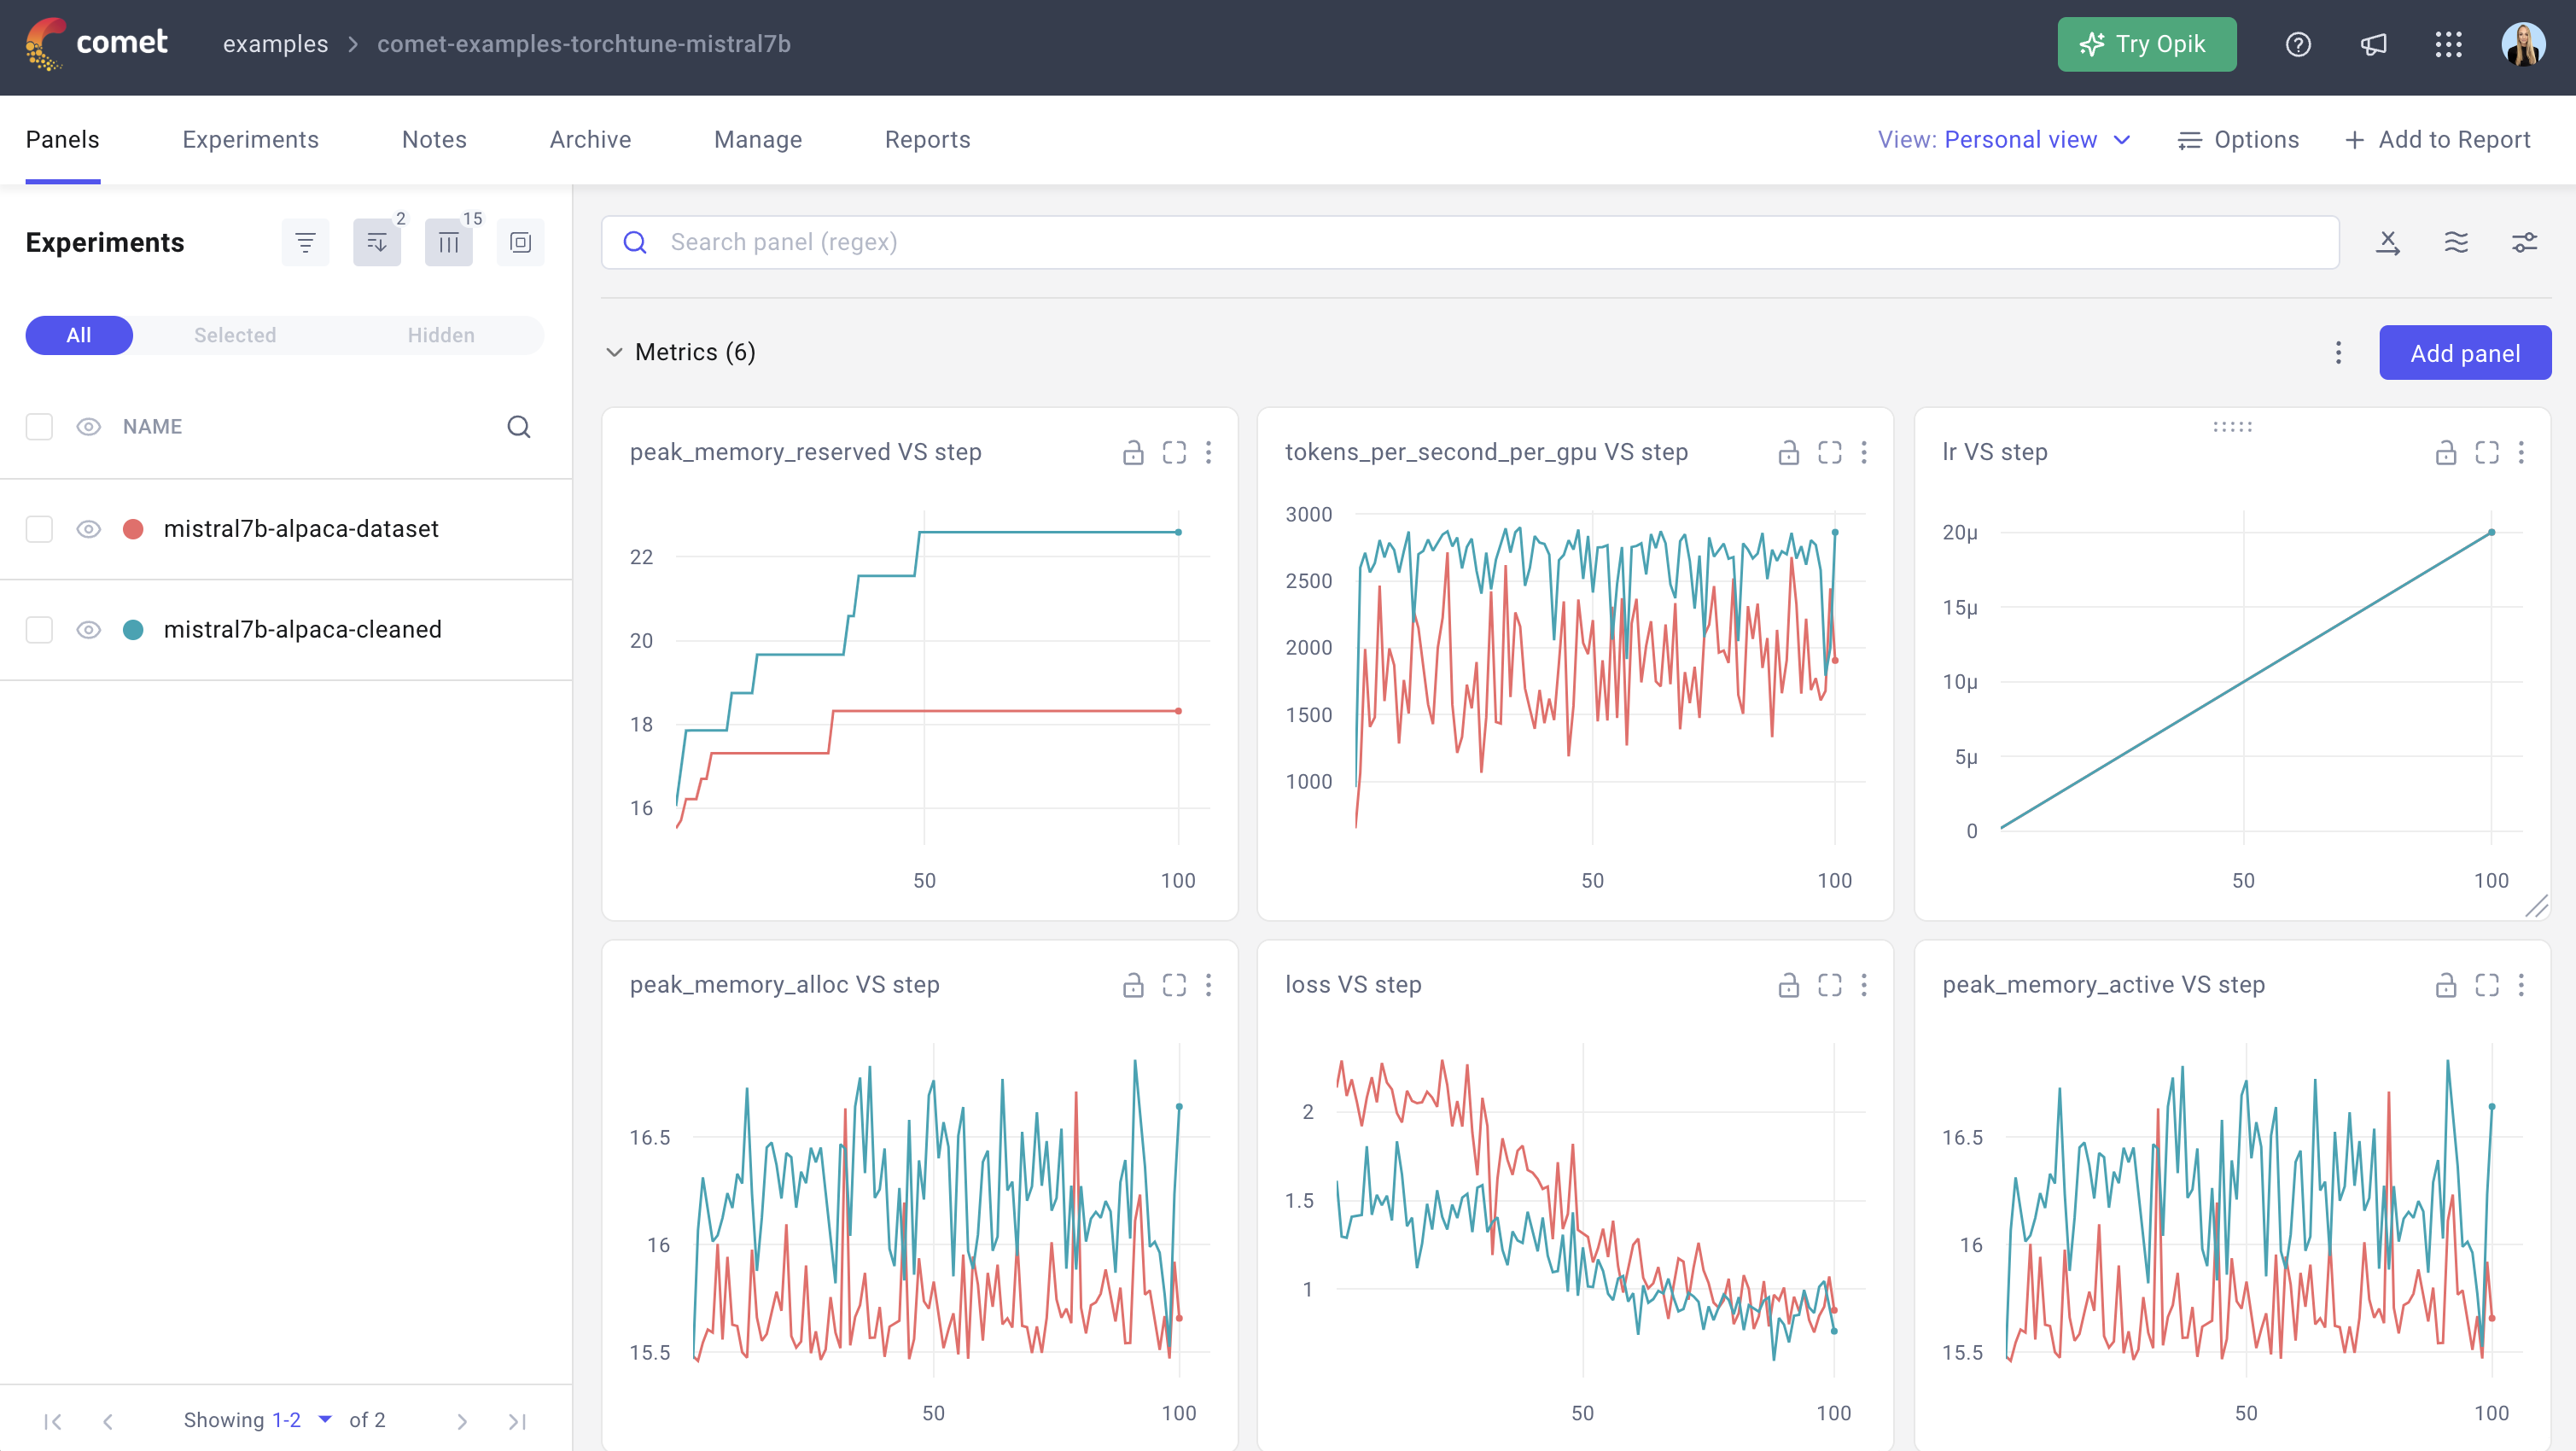 comet
examples > comet-examples-torchtune-mistral7b
Try Opik
Panels
Experiments
Notes
Archive
Manage
Reports
View: Personal view
Options
+ Add to Report
Experiments
2
15
All
Selected
Hidden
NAME
mistral7b-alpaca-dataset
mistral7b-alpaca-cleaned
Showing 1-2 of 2
Search panel (regex)
X
Metrics (6)
Add panel
peak_memory_reserved VS step
22
20
18
16
50
100
tokens_per_second_per_gpu VS step
3000
2500
2000
1500
1000
50
100
lr VS step
20μ
15μ
10μ
5μ
0
50
100
peak_memory_alloc VS step
16.5
16
15.5
50
100
loss VS step
2
1.5
1
50
100
peak_memory_active VS step
16.5
16
15.5
50
100